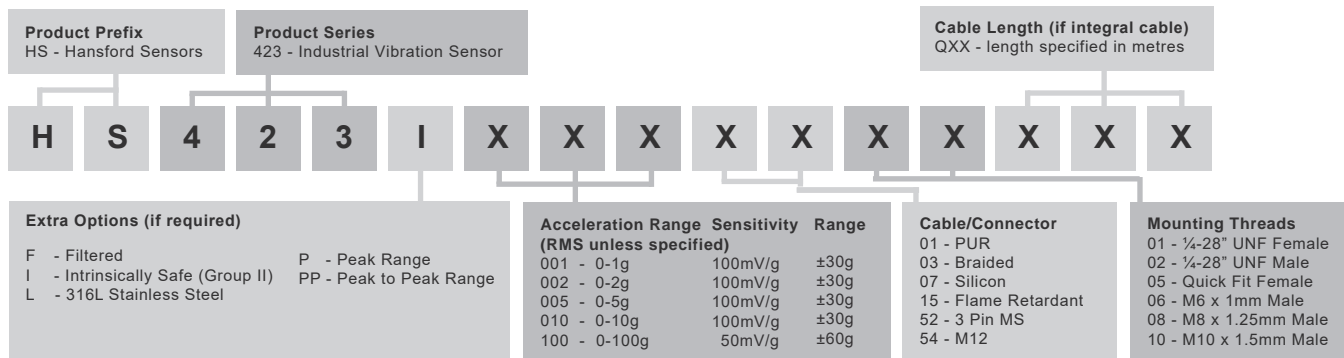 Product Prefix
HS - Hansford Sensors
Product Series
423 - Industrial Vibration Sensor
Cable Length (if integral cable)
QXX - length specified in metres
H S 4 2 3 I X X X X X X X X X X
Extra Options (if required)
F - Filtered
I - Intrinsically Safe (Group II)
L - 316L Stainless Steel
P - Peak Range
PP - Peak to Peak Range
Acceleration Range Sensitivity Range
(RMS unless specified)
001 - 0-1g 100mV/g ±30g
002 - 0-2g 100mV/g ±30g
005 - 0-5g 100mV/g ±30g
010 - 0-10g 100mV/g ±30g
100 - 0-100g 50mV/g ±60g
Cable/Connector
01 - PUR
03 - Braided
07 - Silicon
15 - Flame Retardant
52 - 3 Pin MS
54 - M12
Mounting Threads
01 - ¼-28” UNF Female
02 - ¼-28” UNF Male
05 - Quick Fit Female
06 - M6 x 1mm Male
08 - M8 x 1.25mm Male
10 - M10 x 1.5mm Male